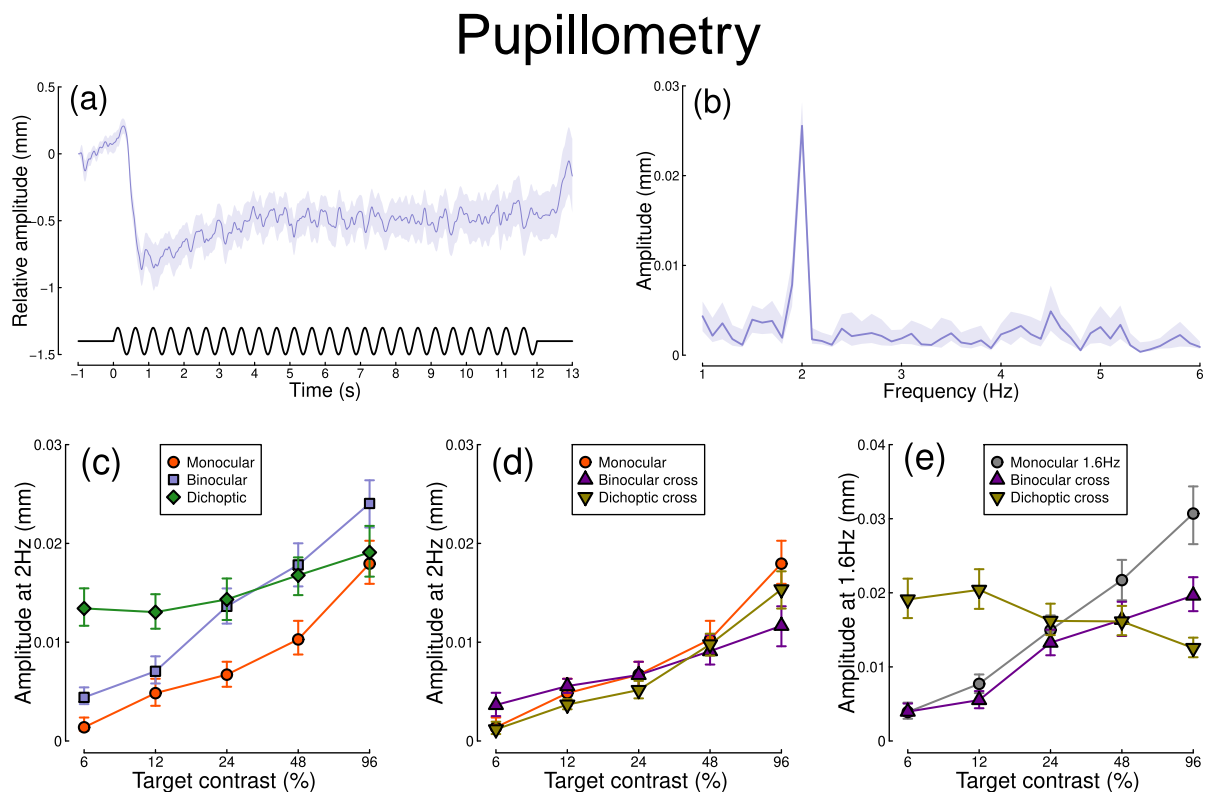 Pupillometry
(a)
Relative amplitude (mm)
0.5
0
−0.5
−1
−1.5
−1 0 1 2 3 4 5 6 7 8 9 10 11 12 13
Time (s)
(b)
Amplitude (mm)
0.03
0.02
0.01
0
1 2 3 4 5 6
Frequency (Hz)
(c)
Monocular
Binocular
Dichoptic
Amplitude at 2Hz (mm)
0.03
0.02
0.01
0
6 12 24 48 96
Target contrast (%)
(d)
Monocular
Binocular cross
Dichoptic cross
Amplitude at 2Hz (mm)
0.03
0.02
0.01
0
6 12 24 48 96
Target contrast (%)
(e)
Monocular 1.6Hz
Binocular cross
Dichoptic cross
Amplitude at 1.6Hz (mm)
0.04
0.03
0.02
0.01
0
6 12 24 48 96
Target contrast (%)